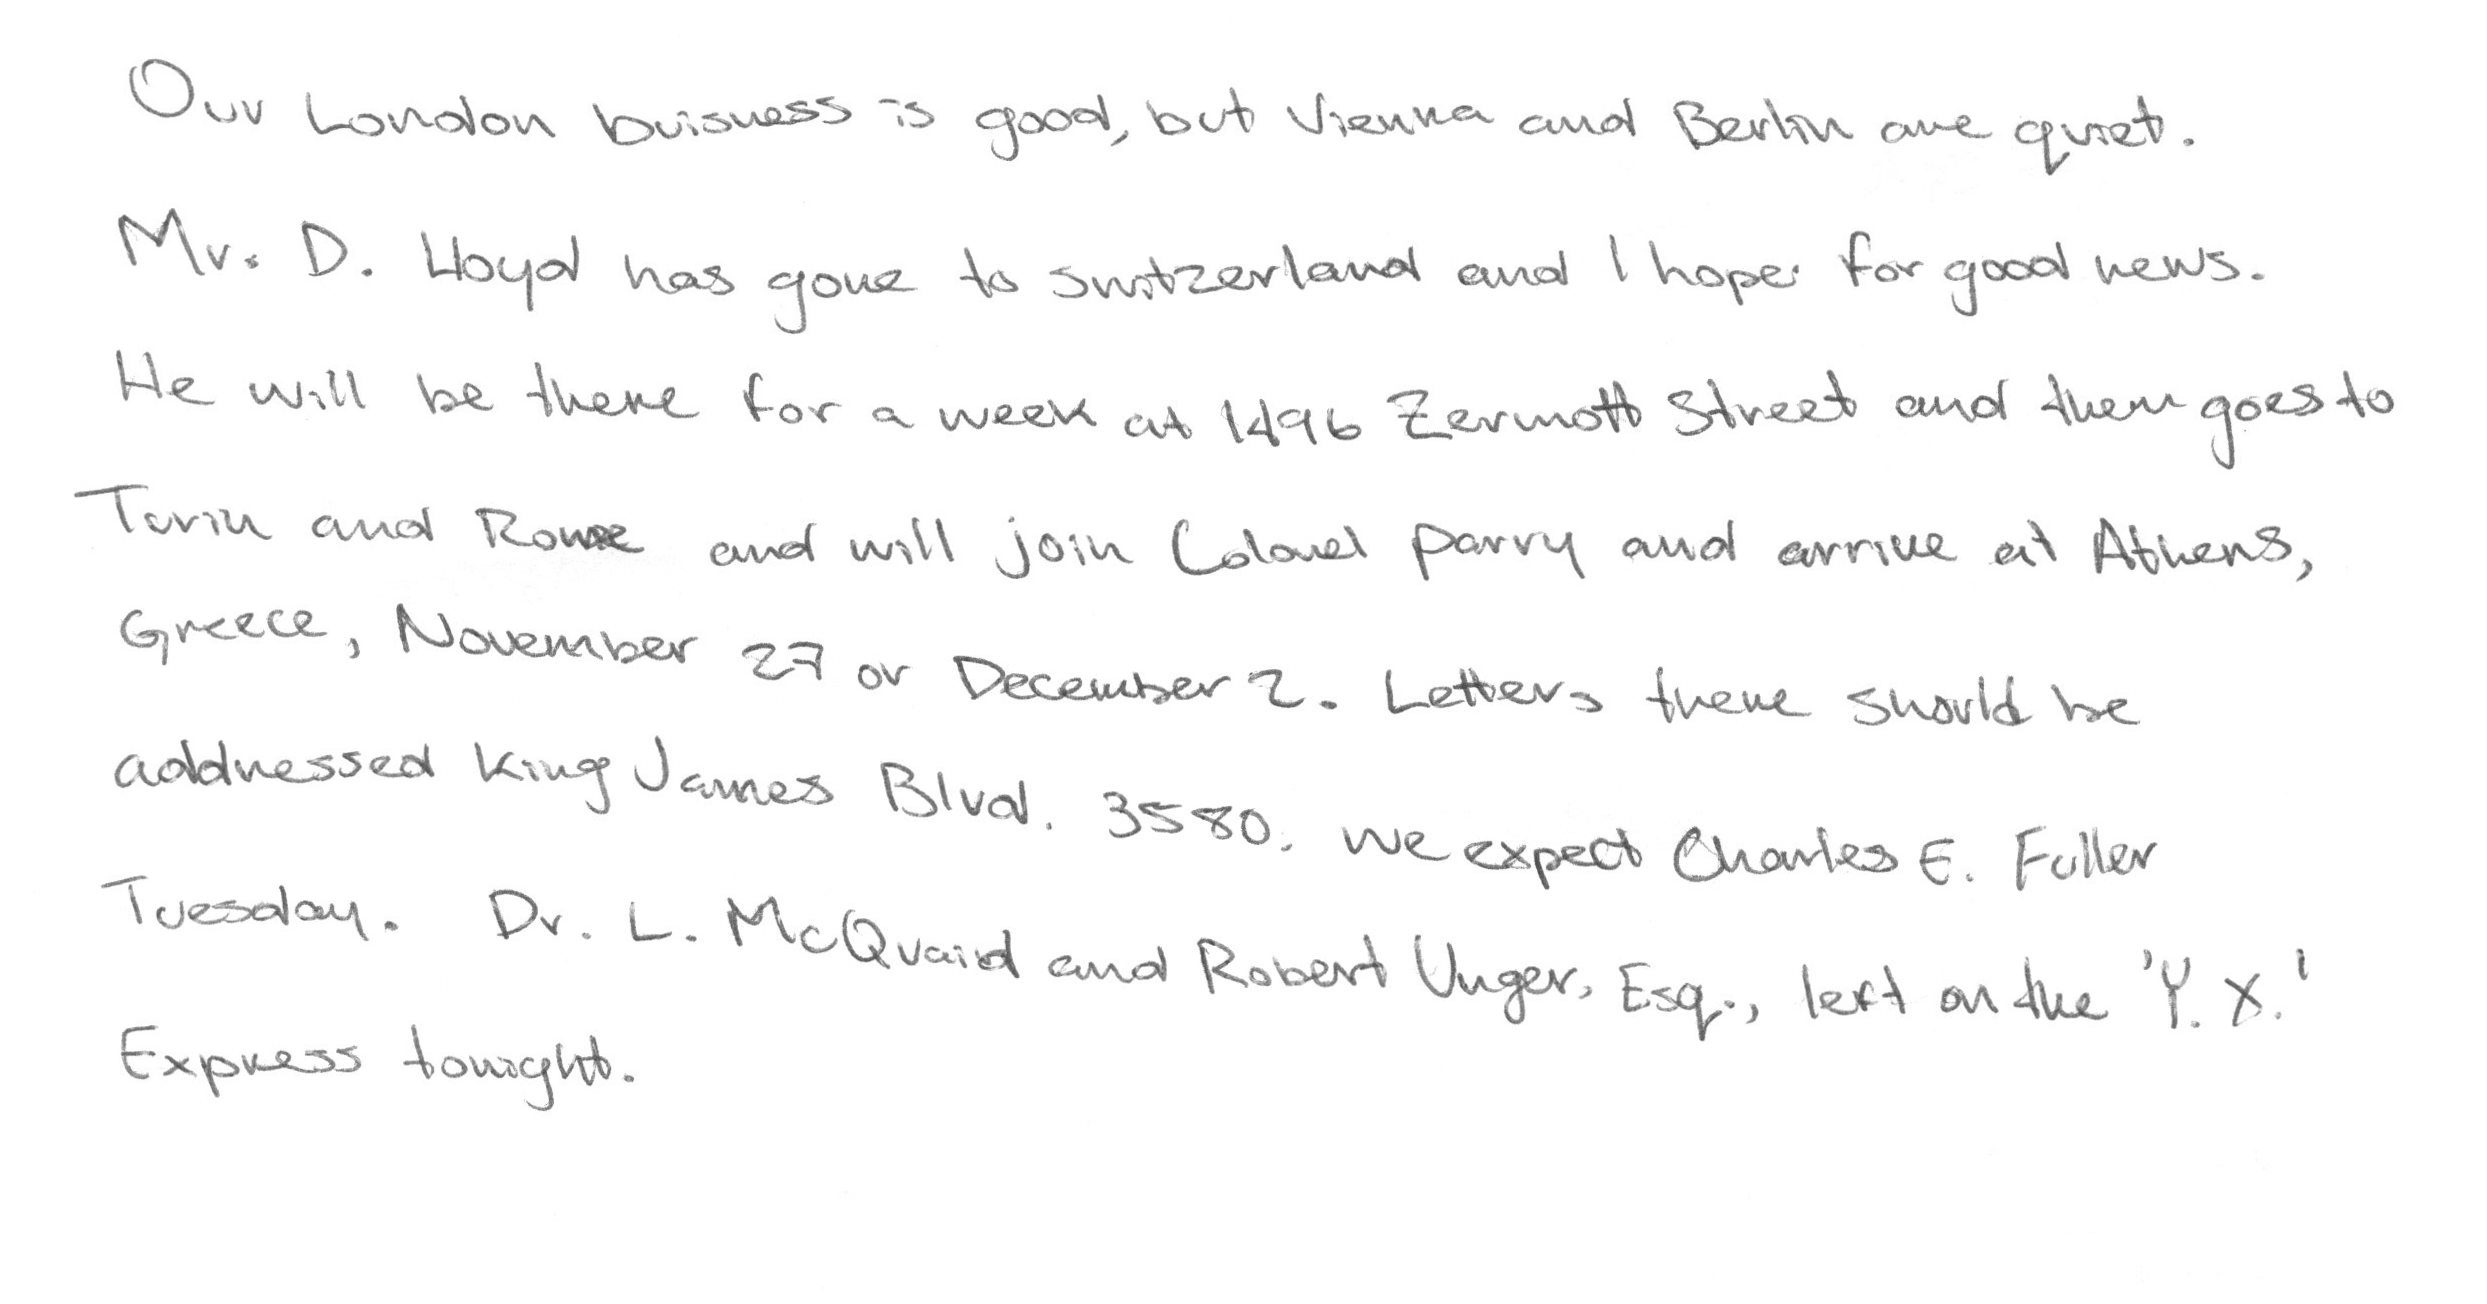 Our London buisness is good, but Vienna and Berlin are quiet.
Mr. D. Lloyd has gone to Switzerland and I hope for good news.
He will be there for a week at 1496 Zermott Street and then goes to
Turin and Rome and will join Colonel Parry and arrive at Athens,
Greece, November 27 or December 2. Letters there should be
addressed King James Blvd. 3580. We expect Charles E. Fuller
Tuesday. Dr. L. McQuaid and Robert Unger, Esq., left on the 'Y.X.'
Express tonight.